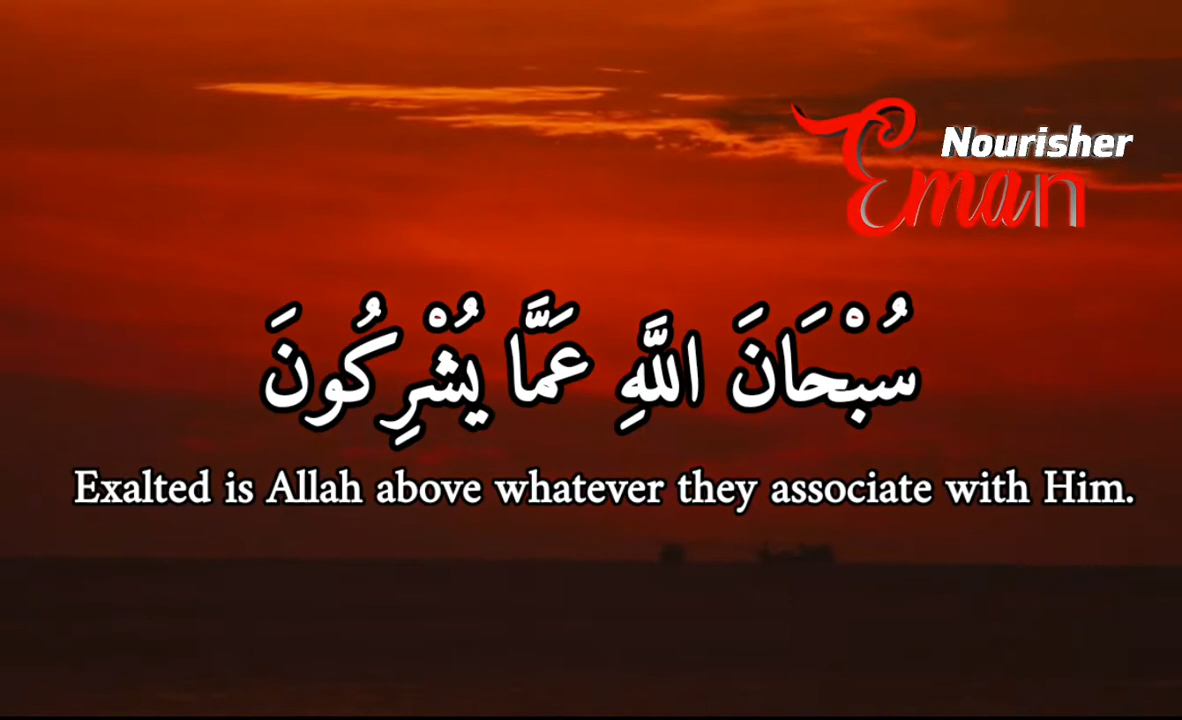 Nourisher
Eman
سُبْحَانَ اللَّهِ عَمَّا يُشْرِكُونَ
Exalted is Allah above whatever they associate with Him.